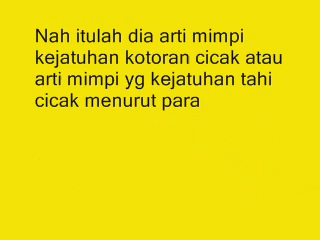 Nah itulah dia arti mimpi
kejatuhan kotoran cicak atau
arti mimpi yg kejatuhan tahi
cicak menurut para